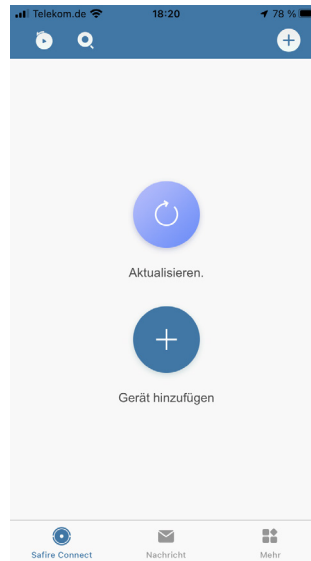 Telekom.de 18:20 78 %
Aktualisieren.
Gerät hinzufügen
Safire Connect Nachricht Mehr